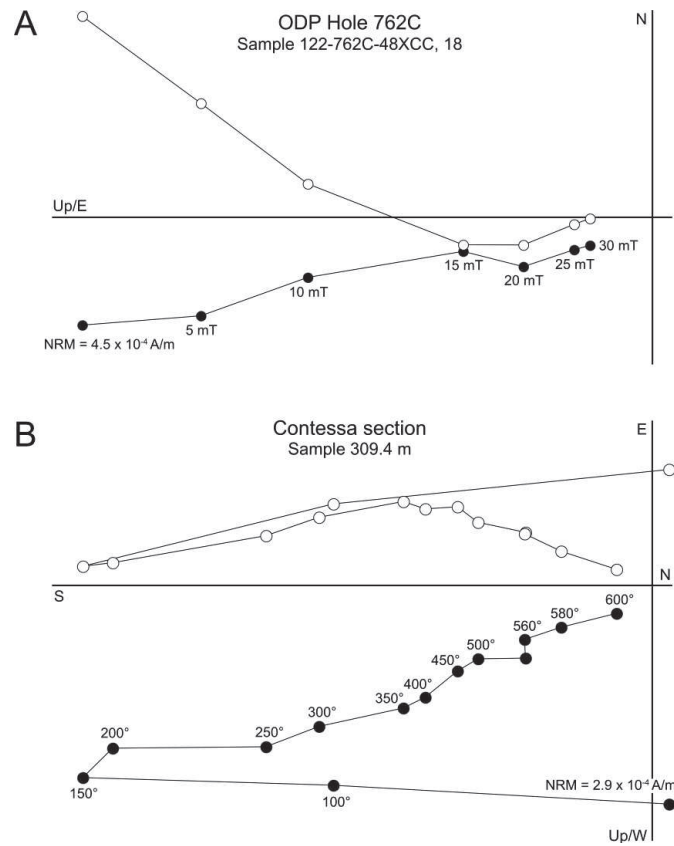 A
ODP Hole 762C
Sample 122-762C-48XCC, 18
N
Up/E
15 mT
30 mT
25 mT
20 mT
10 mT
5 mT
NRM = 4.5 x 10⁻⁴ A/m
B
Contessa section
Sample 309.4 m
E
S
N
600°
580°
560°
500°
450°
400°
350°
300°
250°
200°
150°
100°
NRM = 2.9 x 10⁻⁴ A/m
Up/W